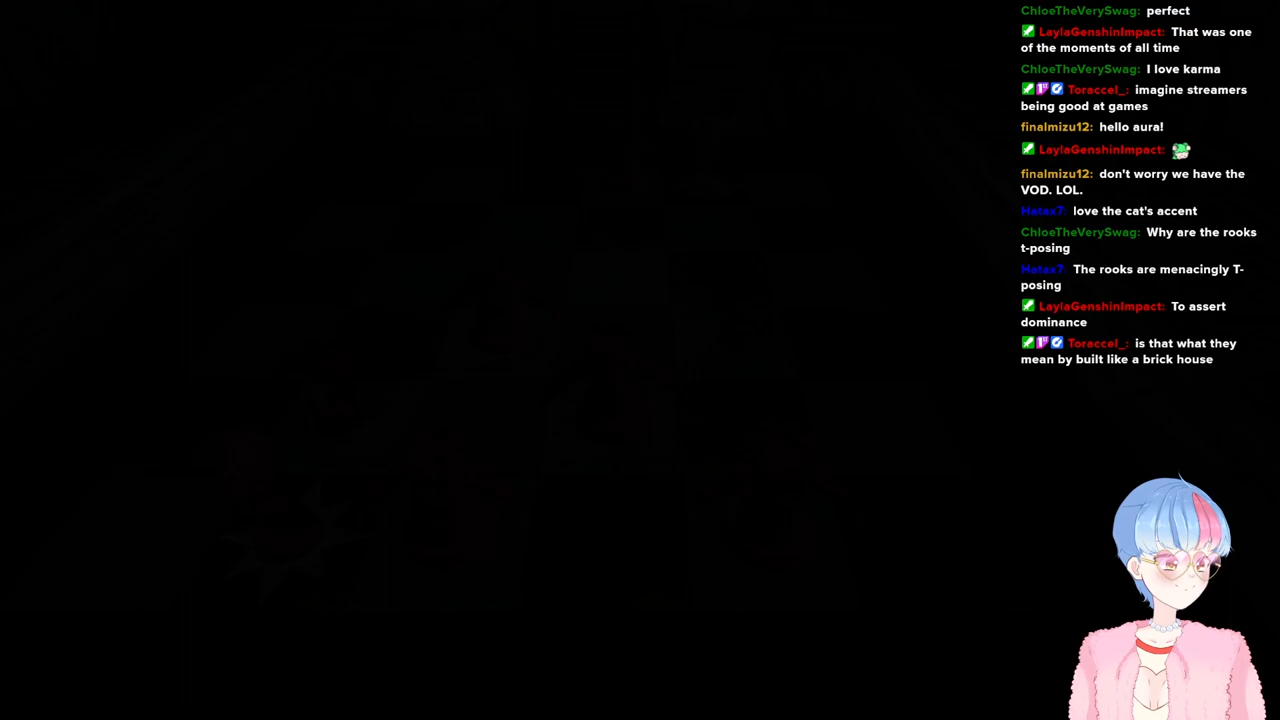 ChloeTheVerySwag: perfect
LaylaGenshinImpact: That was one
of the moments of all time
ChloeTheVerySwag: I love karma
Toraccel_: imagine streamers
being good at games
finalmizu12: hello aura!
LaylaGenshinImpact:
finalmizu12: don't worry we have the
VOD. LOL.
Hatax7: love the cat's accent
ChloeTheVerySwag: Why are the rooks
t-posing
Hatax7: The rooks are menacingly T-
posing
LaylaGenshinImpact: To assert
dominance
Toraccel_: is that what they
mean by built like a brick house